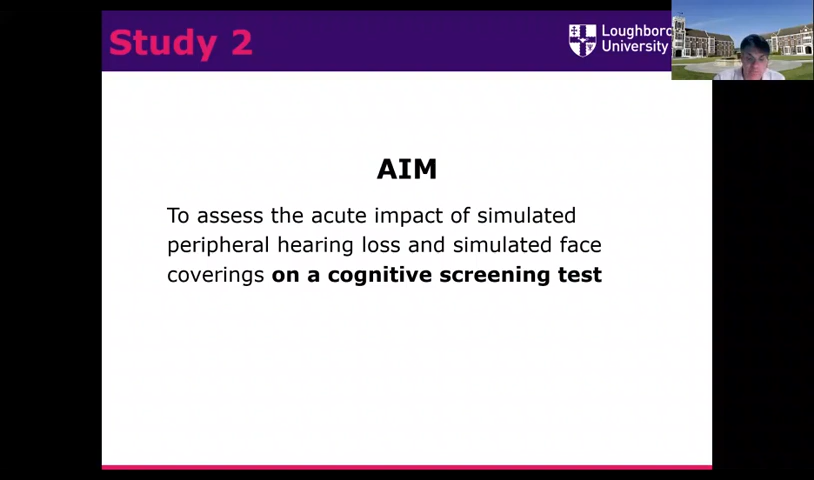 Study 2
Loughboro
University
AIM
To assess the acute impact of simulated
peripheral hearing loss and simulated face
coverings on a cognitive screening test